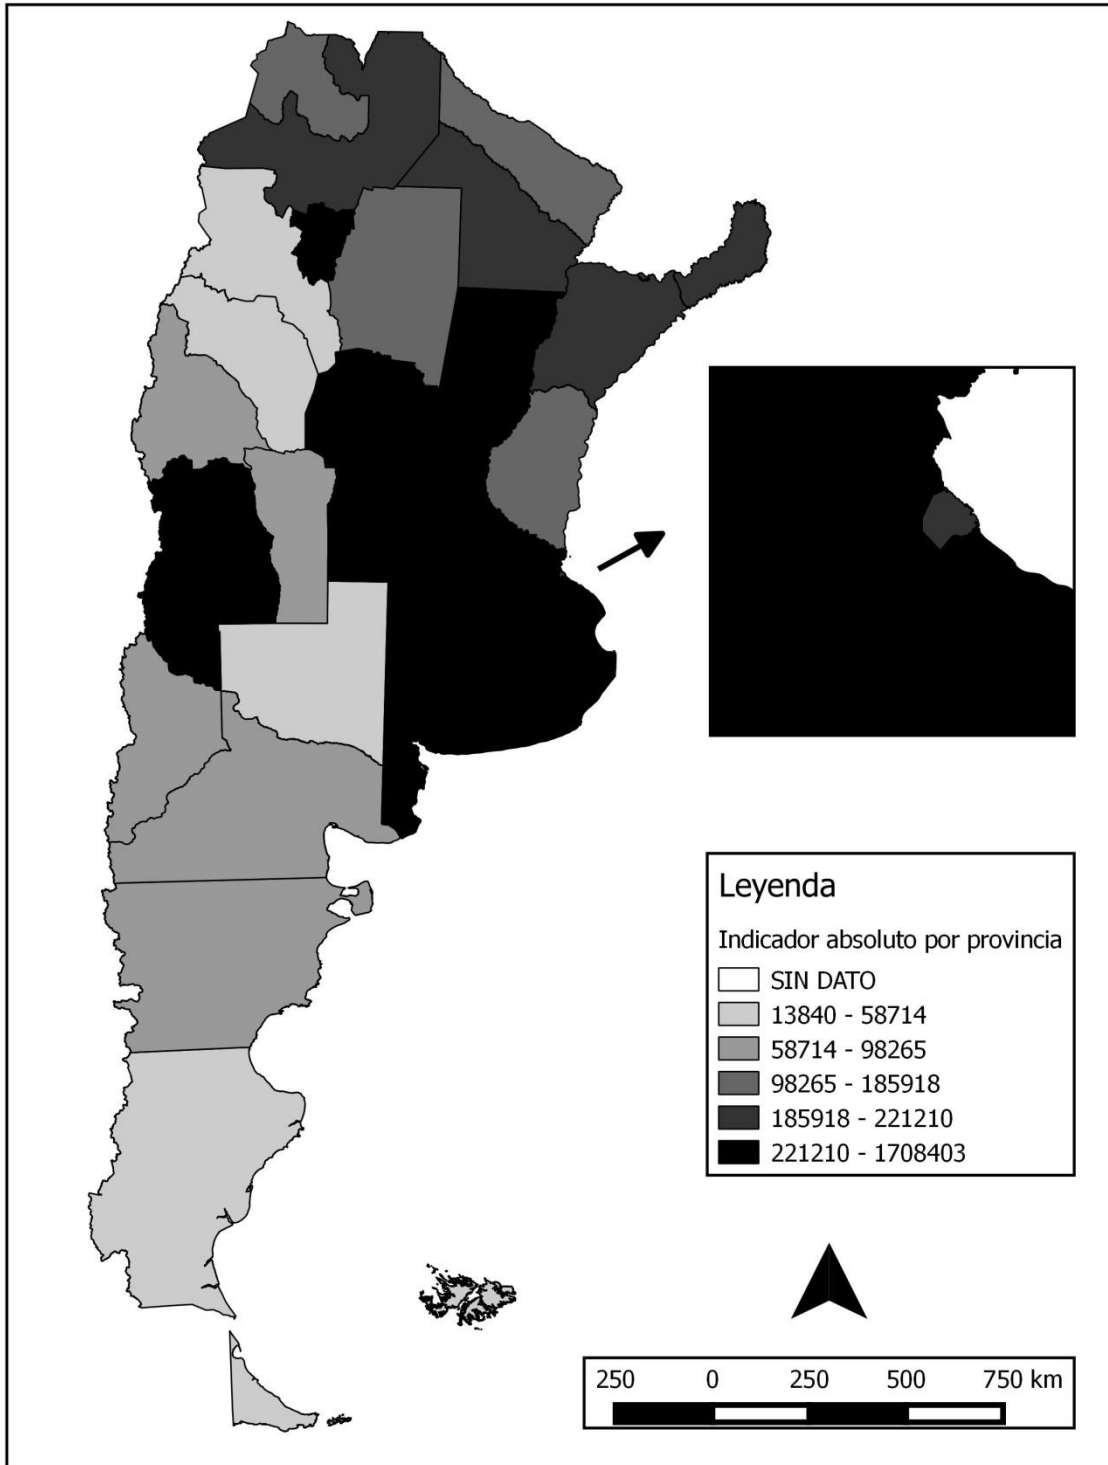 Leyenda
Indicador absoluto por provincia
SIN DATO
13840 - 58714
58714 - 98265
98265 - 185918
185918 - 221210
221210 - 1708403
250 0 250 500 750 km